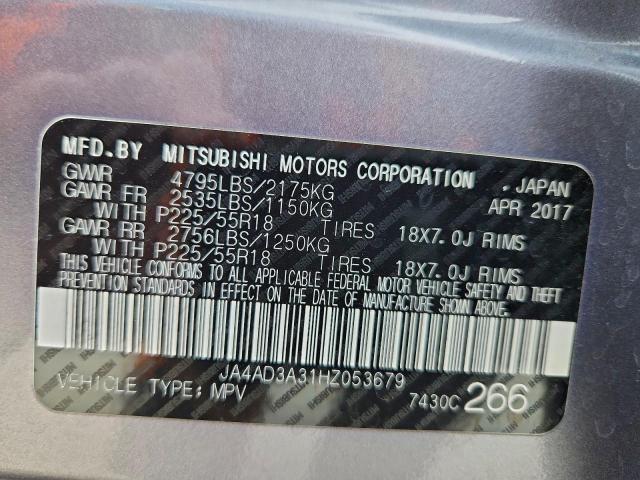 MFD.BY MITSUBISHI MOTORS CORPORATION . JAPAN
GVWR 4795LBS/2175KG APR 2017
GAWR FR 2535LBS/1150KG
WITH P225/55R18 TIRES 18X7.0J RIMS
GAWR RR 2756LBS/1250KG
WITH P225/55R18 TIRES 18X7.0J RIMS
THIS VEHICLE CONFORMS TO ALL APPLICABLE FEDERAL MOTOR VEHICLE SAFETY AND THEFT
PREVENTION STANDARDS IN EFFECT ON THE DATE OF MANUFACTURE SHOWN ABOVE.
JA4AD3A31HZ053679
VEHICLE TYPE: MPV 7430C 266